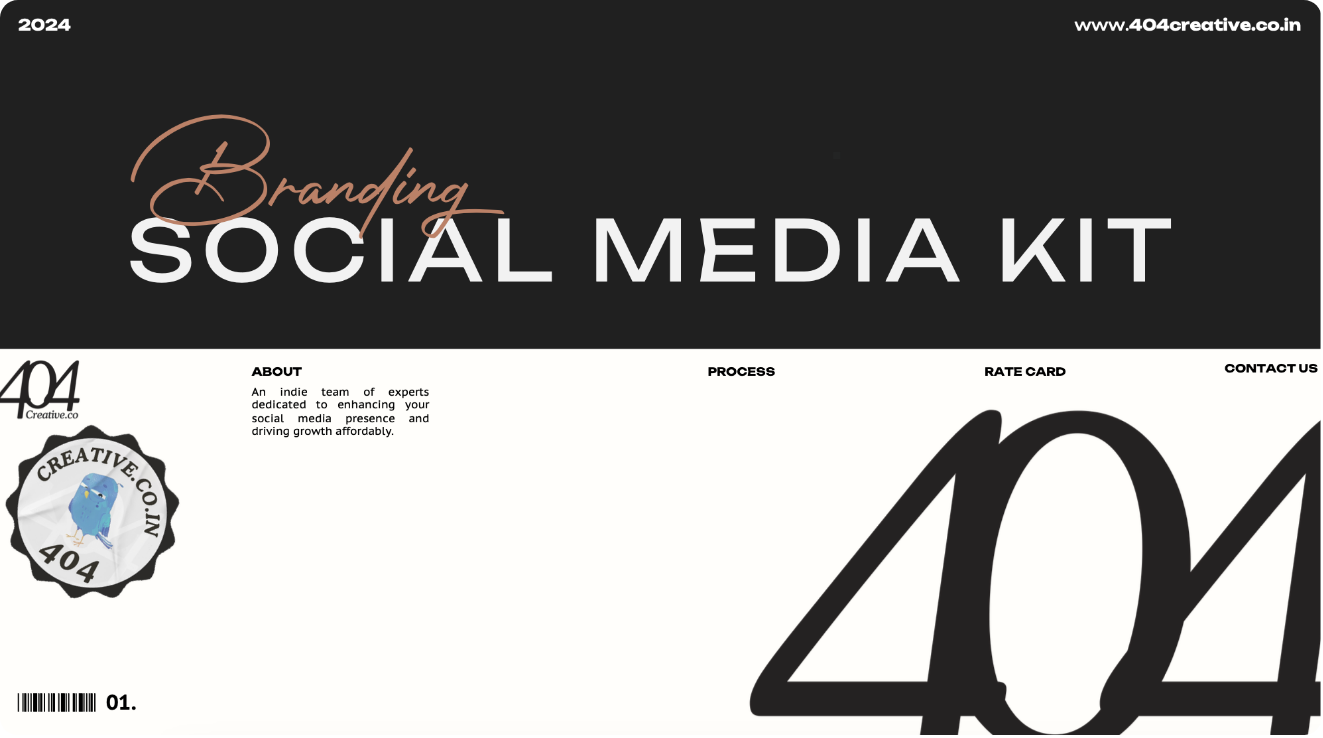 2024
www.404creative.co.in
Branding
SOCIAL MEDIA KIT
404
Creative.co
ABOUT
An indie team of experts
dedicated to enhancing your
social media presence and
driving growth affordably.
PROCESS
RATE CARD
CONTACT US
CREATIVE.CO.IN
404
01.
404